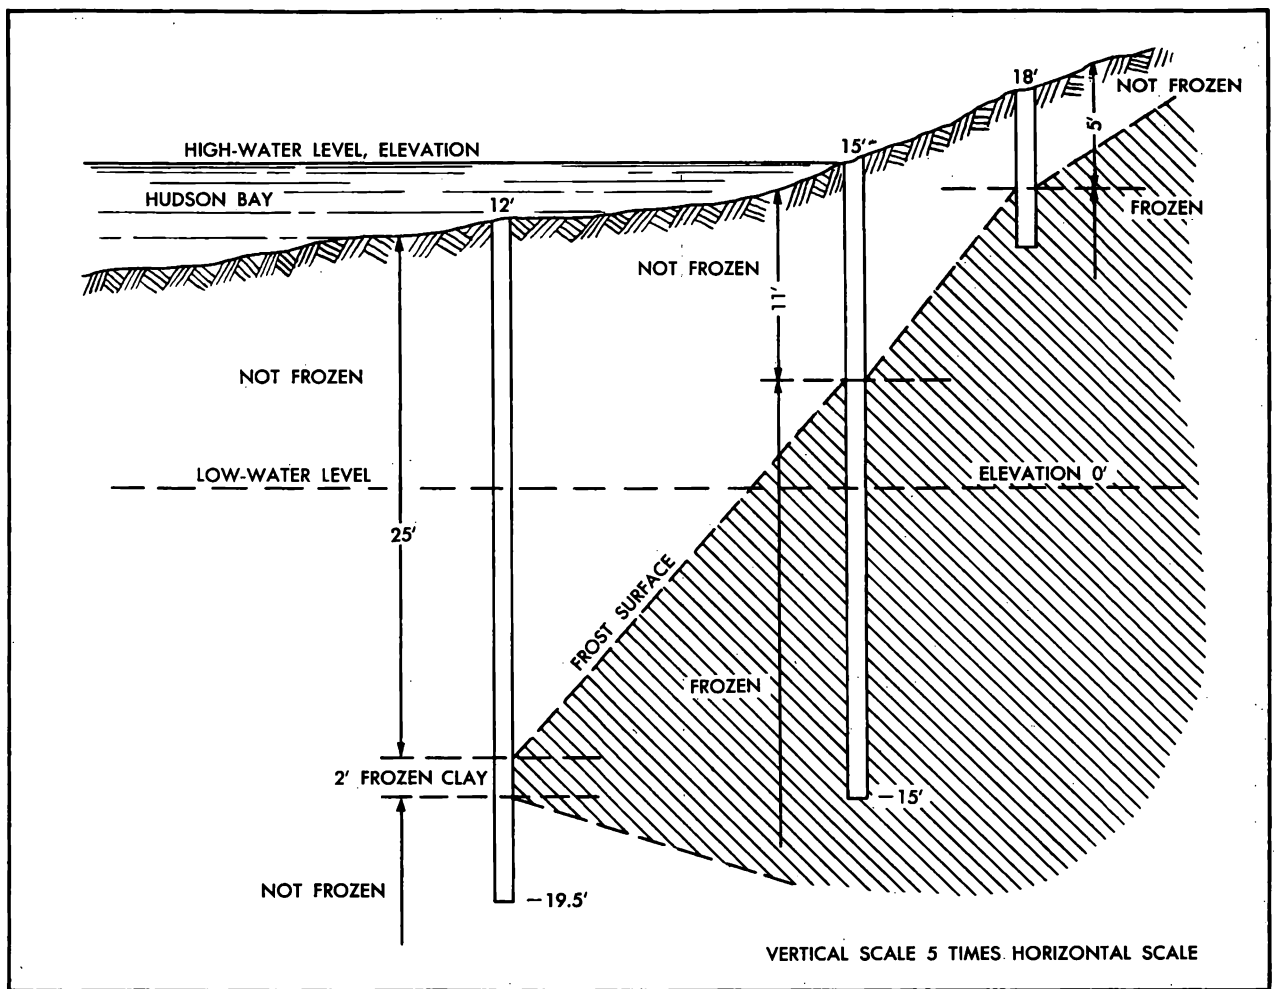 18'
NOT FROZEN
5'
HIGH-WATER LEVEL, ELEVATION
15'
HUDSON BAY
12'
FROZEN
NOT FROZEN
11'
NOT FROZEN
LOW-WATER LEVEL
ELEVATION 0'
25'
FROST SURFACE
FROZEN
2' FROZEN CLAY
-15'
NOT FROZEN
-19.5'
VERTICAL SCALE 5 TIMES HORIZONTAL SCALE